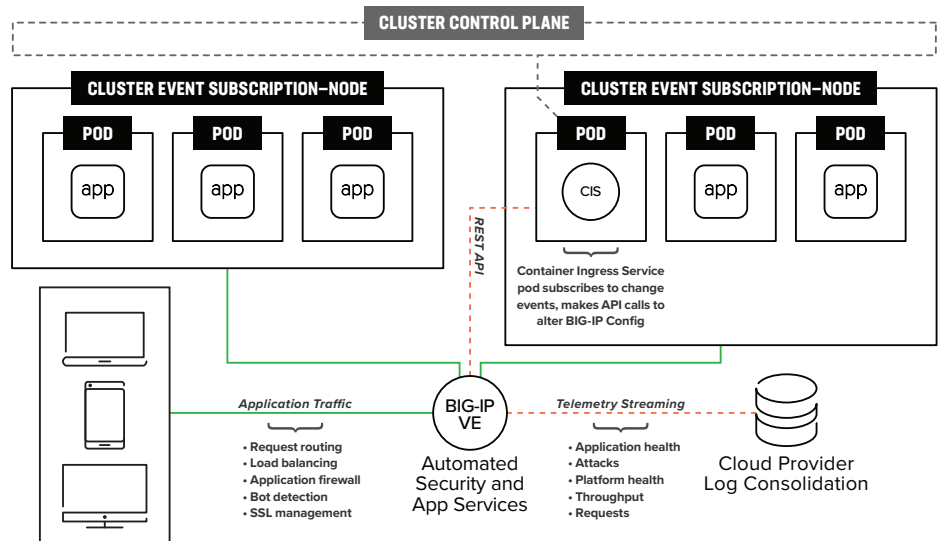 CLUSTER CONTROL PLANE
CLUSTER EVENT SUBSCRIPTION–NODE
CLUSTER EVENT SUBSCRIPTION–NODE
POD
POD
POD
POD
POD
POD
app
app
app
CIS
app
app
REST API
Container Ingress Service
pod subscribes to change
events, makes API calls to
alter BIG-IP Config
Application Traffic
• Request routing
• Load balancing
• Application firewall
• Bot detection
• SSL management
BIG-IP
VE
Automated
Security and
App Services
Telemetry Streaming
• Application health
• Attacks
• Platform health
• Throughput
• Requests
Cloud Provider
Log Consolidation